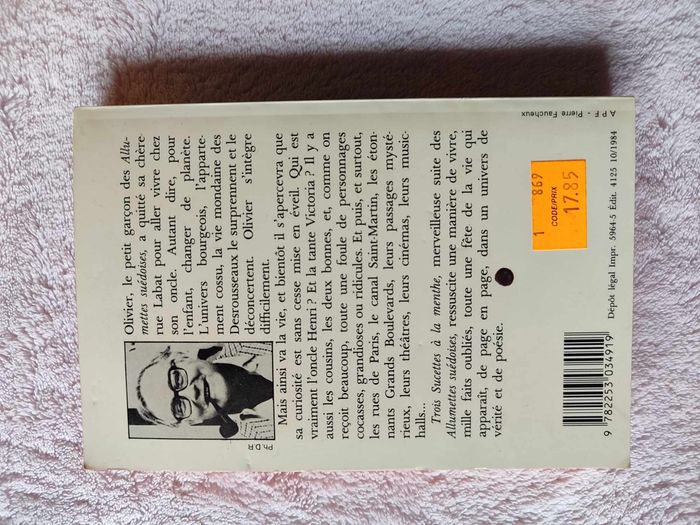 Olivier, le petit garçon des Allu-
mettes suédoises, a quitté sa chère
rue Labat pour aller vivre chez
son oncle. Autant dire, pour
l'enfant, changer de planète.
L'univers bourgeois, l'apparte-
ment cossu, la vie mondaine des
Desrousseaux le surprennent et le
déconcertent. Olivier s'intègre
difficilement.
Ph.D.R
Mais ainsi va la vie, et bientôt il s'apercevra que
sa curiosité est sans cesse mise en éveil. Qui est
vraiment l'oncle Henri ? Et la tante Victoria ? Il y a
aussi les cousins, les deux bonnes, et, comme on
reçoit beaucoup, toute une foule de personnages
cocasses, grandioses ou ridicules. Et puis, et surtout,
les rues de Paris, le canal Saint-Martin, les éton-
nants Grands Boulevards, leurs passages mysté-
rieux, leurs théâtres, leurs cinémas, leurs music-
halls...
Trois Sucettes à la menthe, merveilleuse suite des
Allumettes suédoises, ressuscite une manière de vivre,
mille faits oubliés, toute une fête de la vie qui
apparaît, de page en page, dans un univers de
vérité et de poésie.
1 869
CODE/PRIX
17.85
9 782253 034919
Dépôt légal Impr. 5964-5 Édit. 4125 10/1984
A.P.F. - Pierre Faucheux